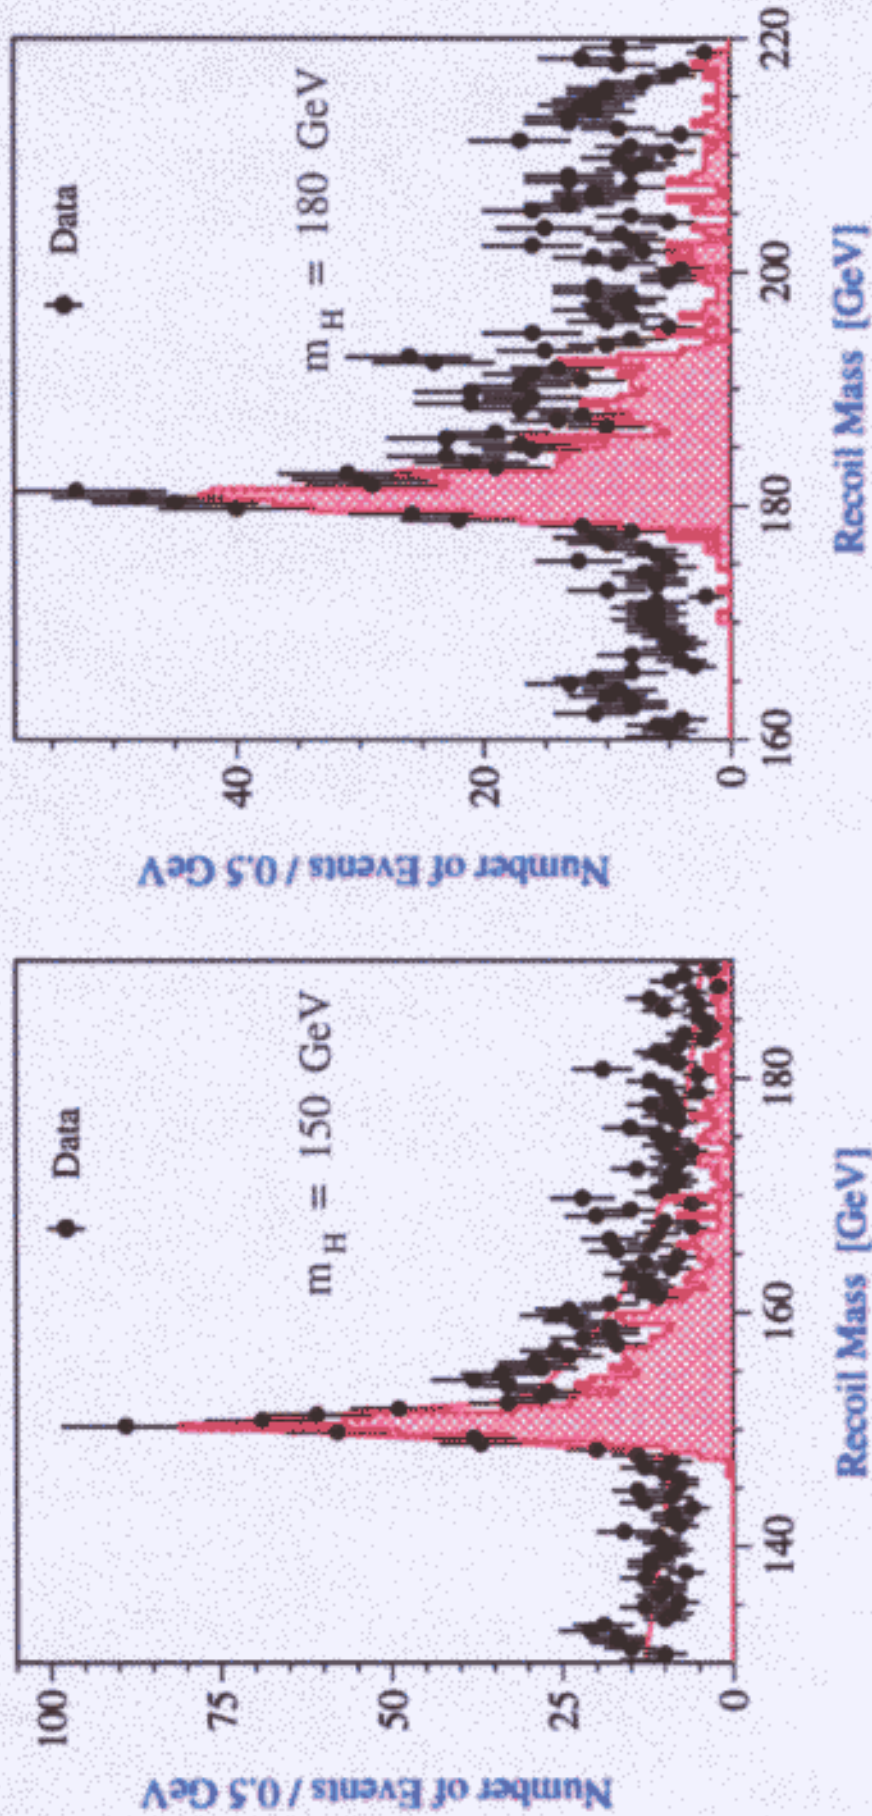 Number of Events / 0.5 GeV
100
75
50
25
0
Data
m_H = 150 GeV
140 160 180
Recoil Mass [GeV]
Number of Events / 0.5 GeV
40
20
0
Data
m_H = 180 GeV
160 180 200 220
Recoil Mass [GeV]